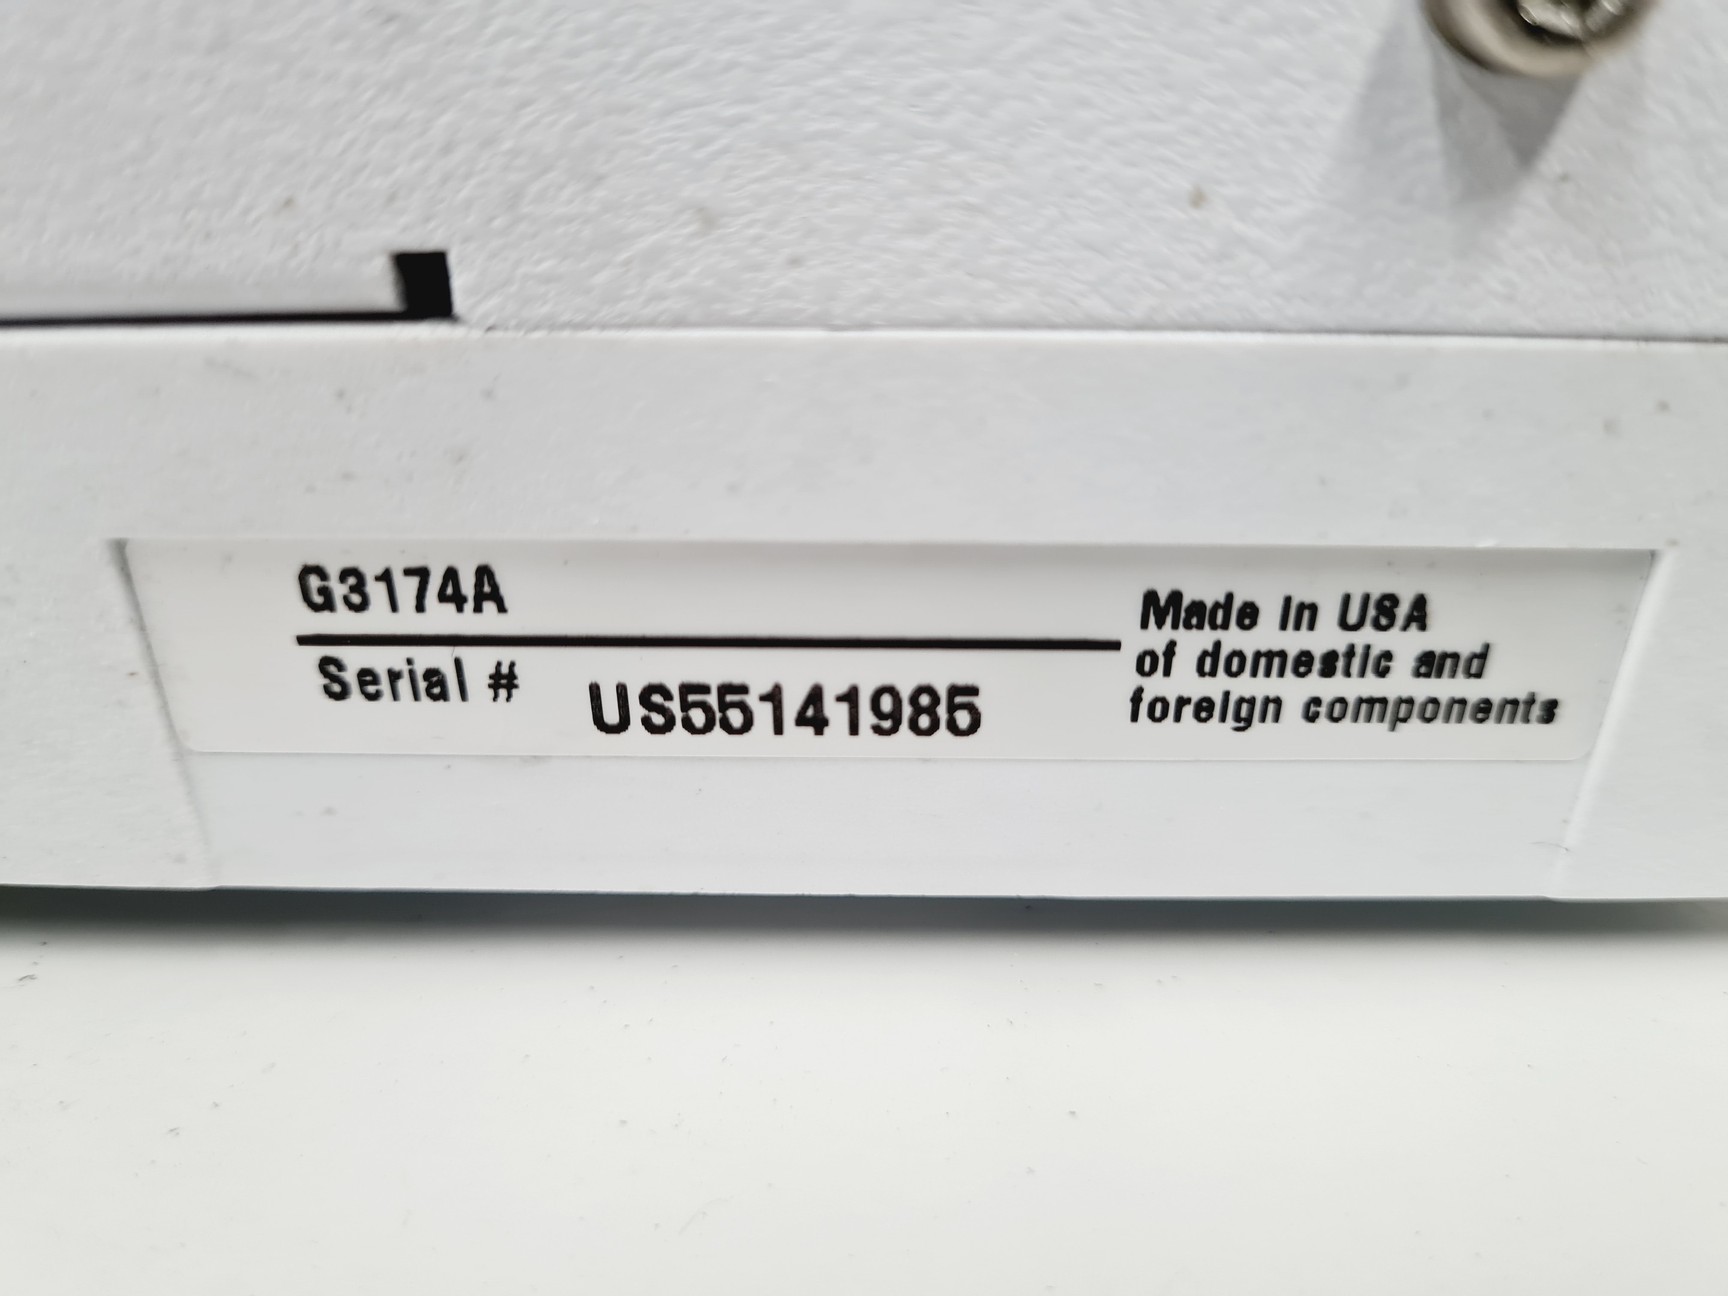 G3174A
Serial # US55141985
Made in USA
of domestic and
foreign components